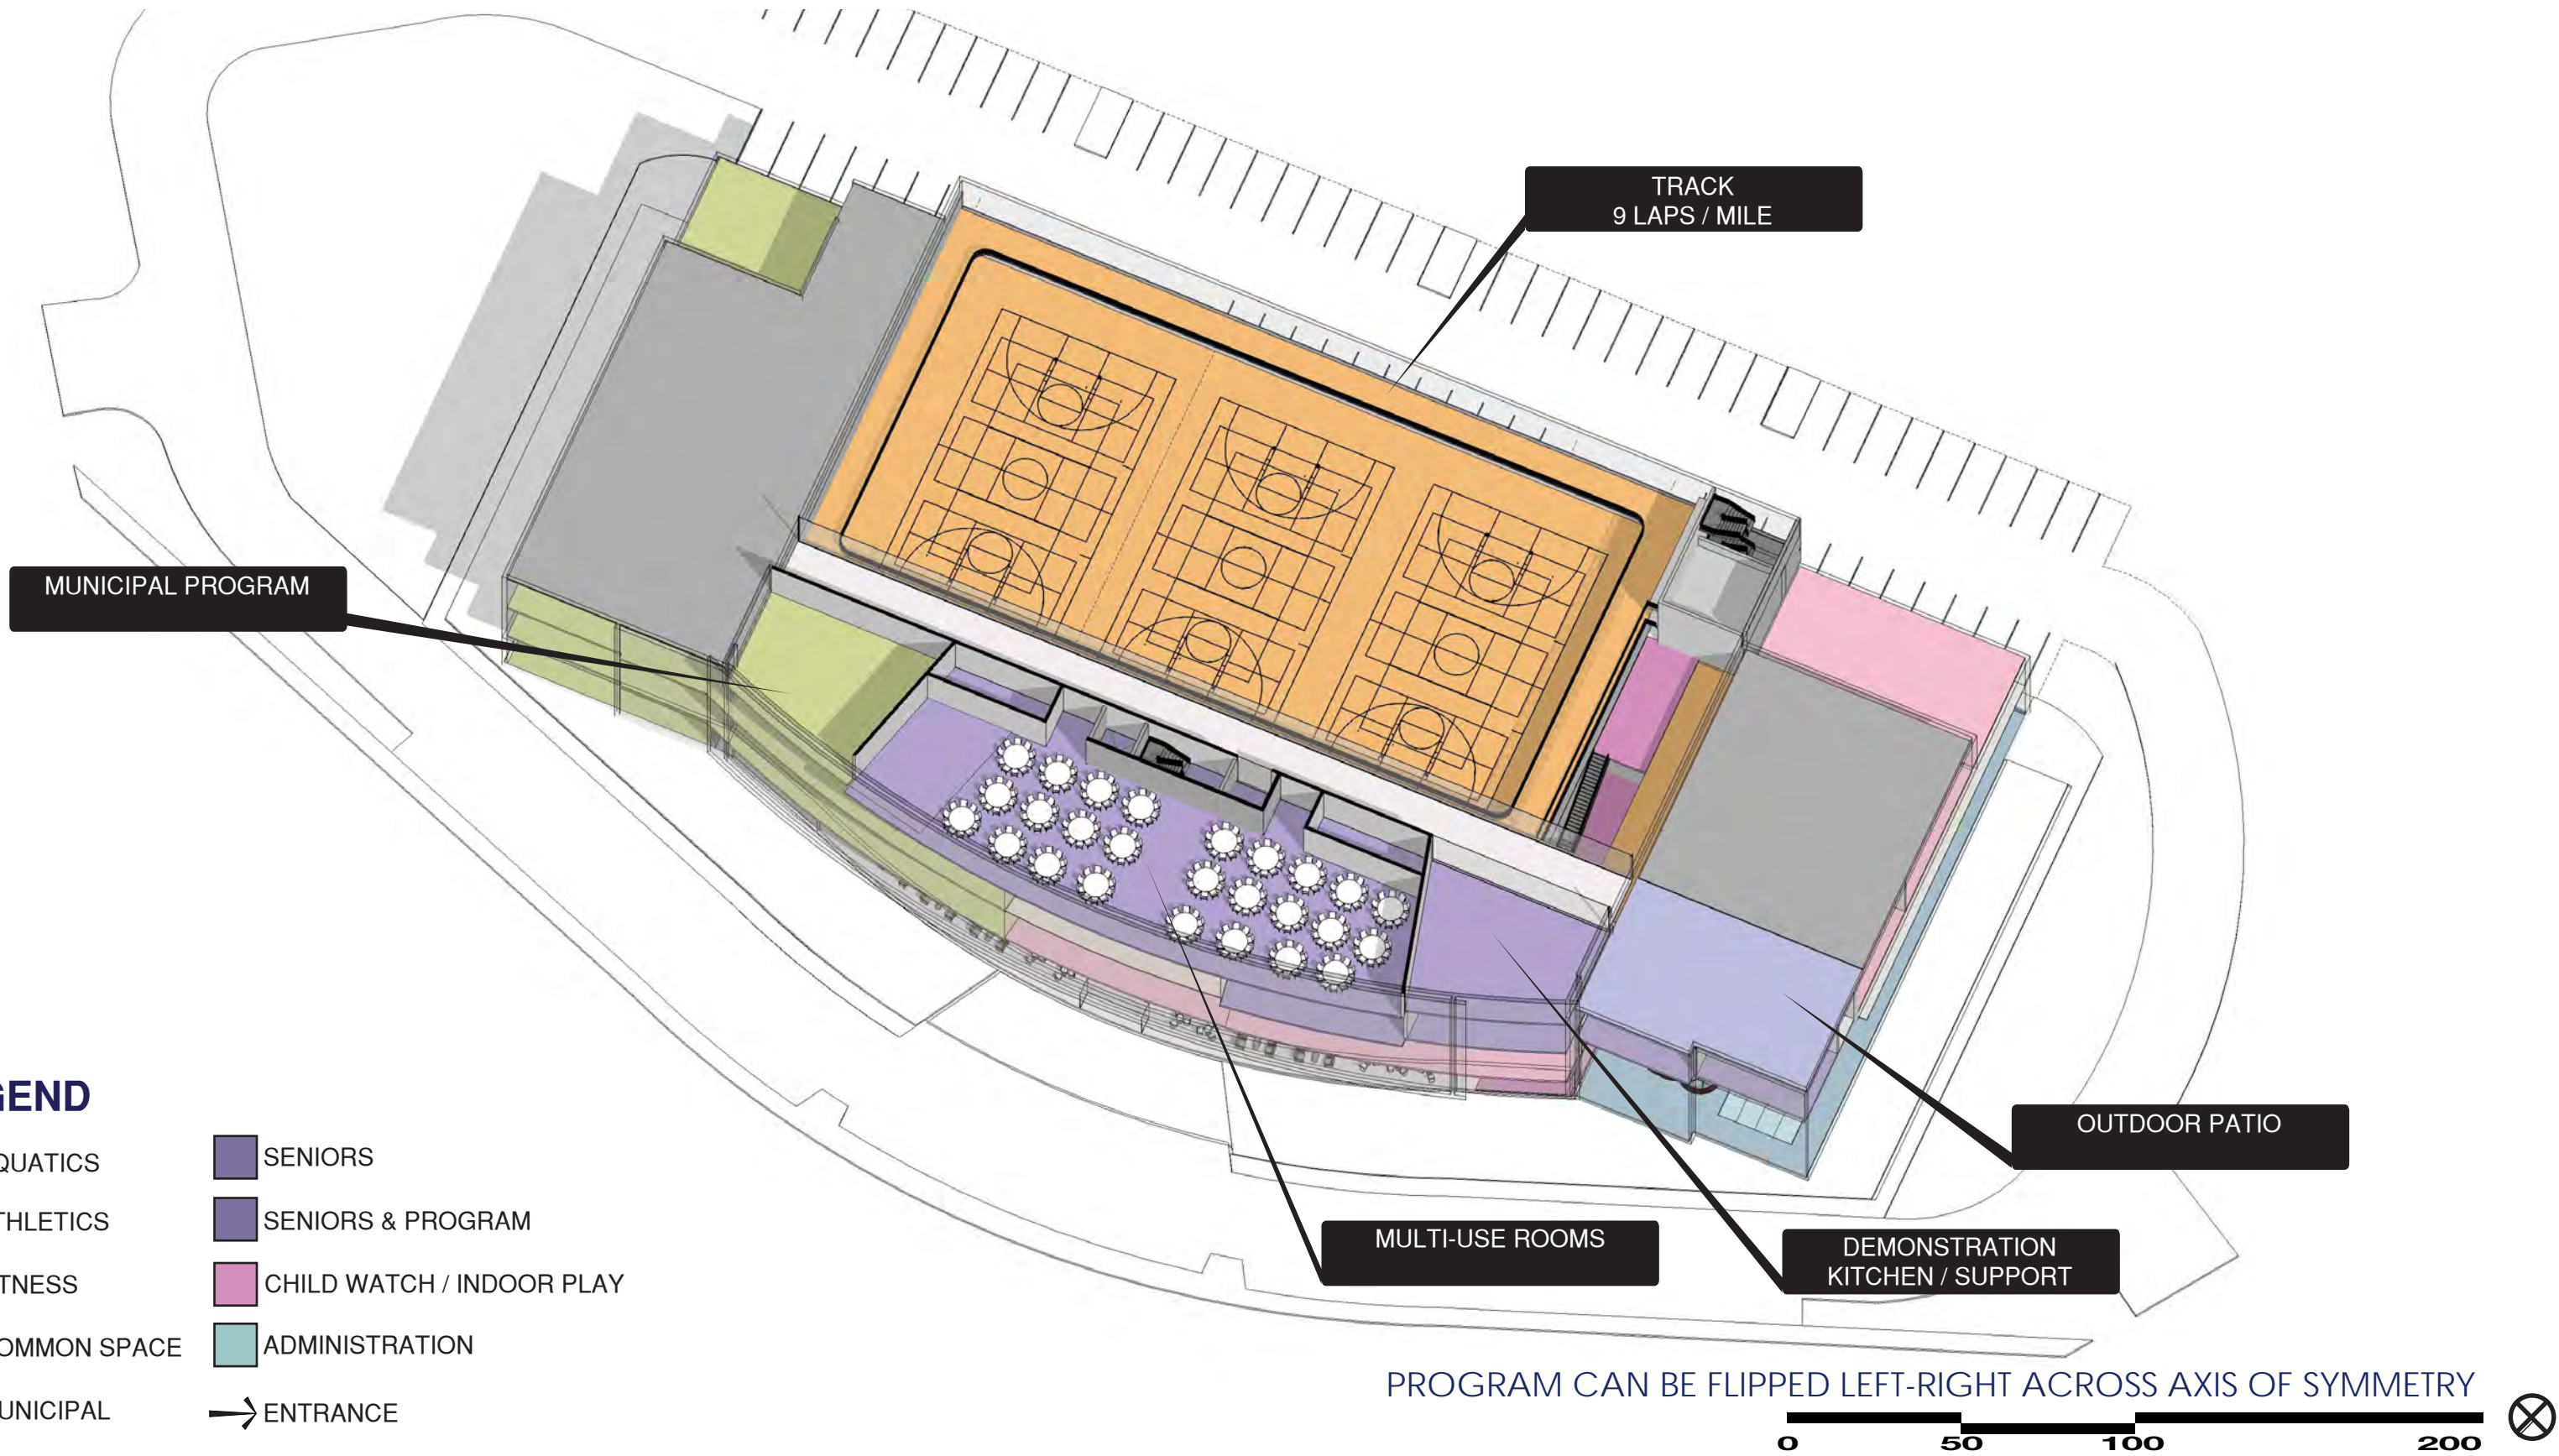 TRACK
9 LAPS / MILE
MUNICIPAL PROGRAM
OUTDOOR PATIO
MULTI-USE ROOMS
DEMONSTRATION
KITCHEN / SUPPORT
GEND
QUATICS
THLETICS
TNESS
OMMON SPACE
UNICIPAL
SENIORS
SENIORS & PROGRAM
CHILD WATCH / INDOOR PLAY
ADMINISTRATION
ENTRANCE
PROGRAM CAN BE FLIPPED LEFT-RIGHT ACROSS AXIS OF SYMMETRY
0 50 100 200